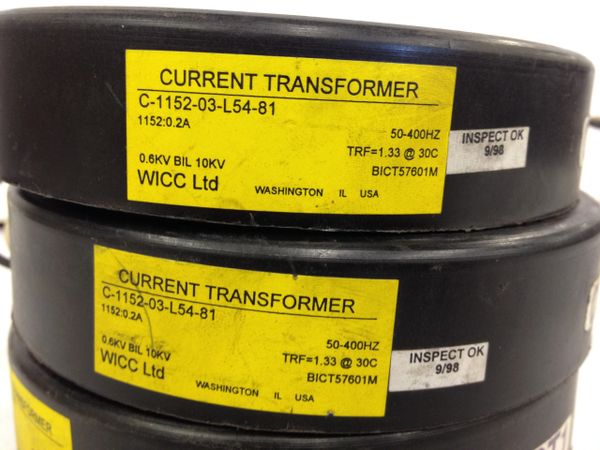 CURRENT TRANSFORMER
C-1152-03-L54-81
1152:0.2A
50-400HZ
INSPECT OK
9/98
TRF=1.33 @ 30C
0.6KV BIL 10KV
BICT57601M
WICC Ltd
WASHINGTON IL USA
CURRENT TRANSFORMER
C-1152-03-L54-81
1152:0.2A
50-400HZ
INSPECT OK
9/98
0.6KV BIL 10KV
TRF=1.33 @ 30C
BICT57601M
WICC Ltd
WASHINGTON IL USA